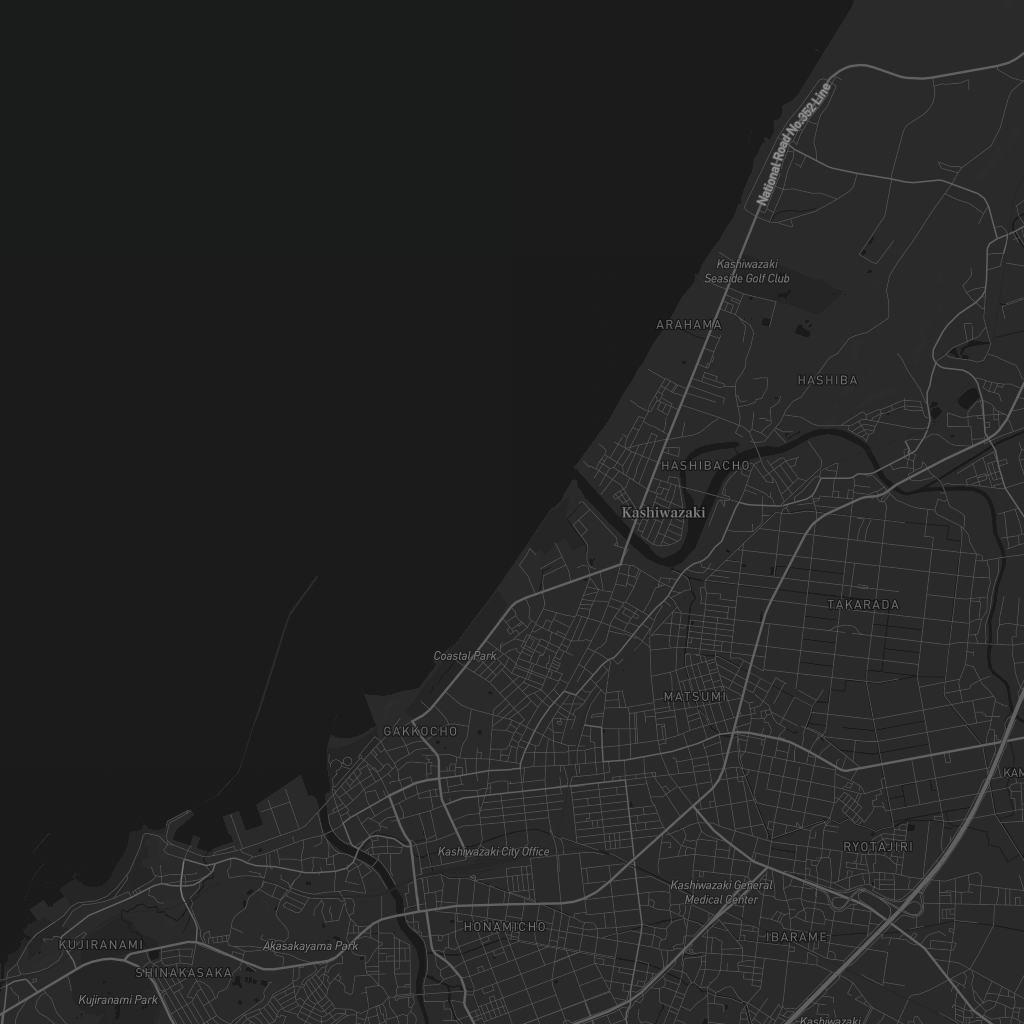 National Road No.352 Line
Kashiwazaki
Seaside Golf Club
ARAHAMA
HASHIBA
HASHIBACHO
Kashiwazaki
TAKARADA
Coastal Park
MATSUMI
GAKKOCHO
KAM
RYOTAJIRI
Kashiwazaki City Office
Kashiwazaki General
Medical Center
HONAMICHO
IBARAME
KUJIRANAMI
Akasakayama Park
SHINAKASAKA
Kujiranami Park
Kashiwazaki